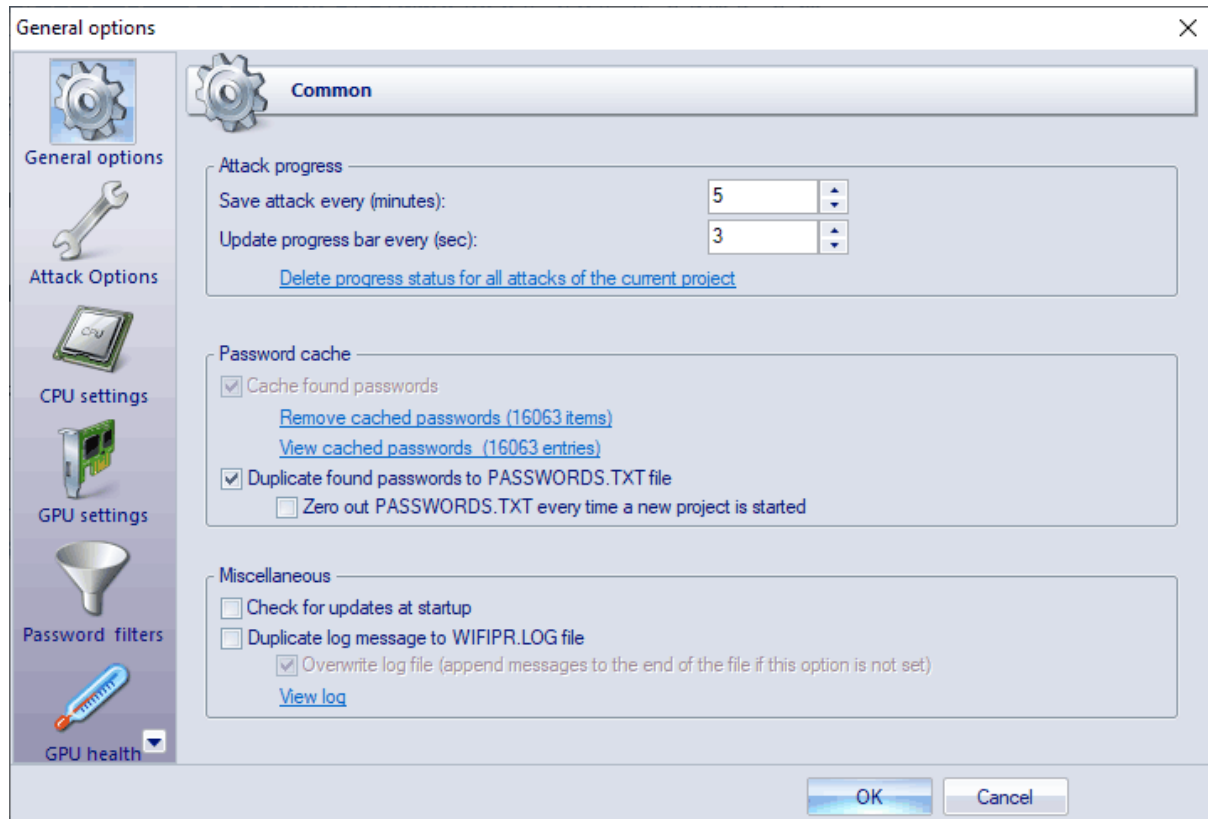 General options
General options
Attack Options
CPU
CPU settings
GPU settings
Password filters
GPU health
Common
Attack progress
Save attack every (minutes):
5
Update progress bar every (sec):
3
Delete progress status for all attacks of the current project
Password cache
Cache found passwords
Remove cached passwords (16063 items)
View cached passwords (16063 entries)
Duplicate found passwords to PASSWORDS.TXT file
Zero out PASSWORDS.TXT every time a new project is started
Miscellaneous
Check for updates at startup
Duplicate log message to WIFIPR.LOG file
Overwrite log file (append messages to the end of the file if this option is not set)
View log
OK
Cancel